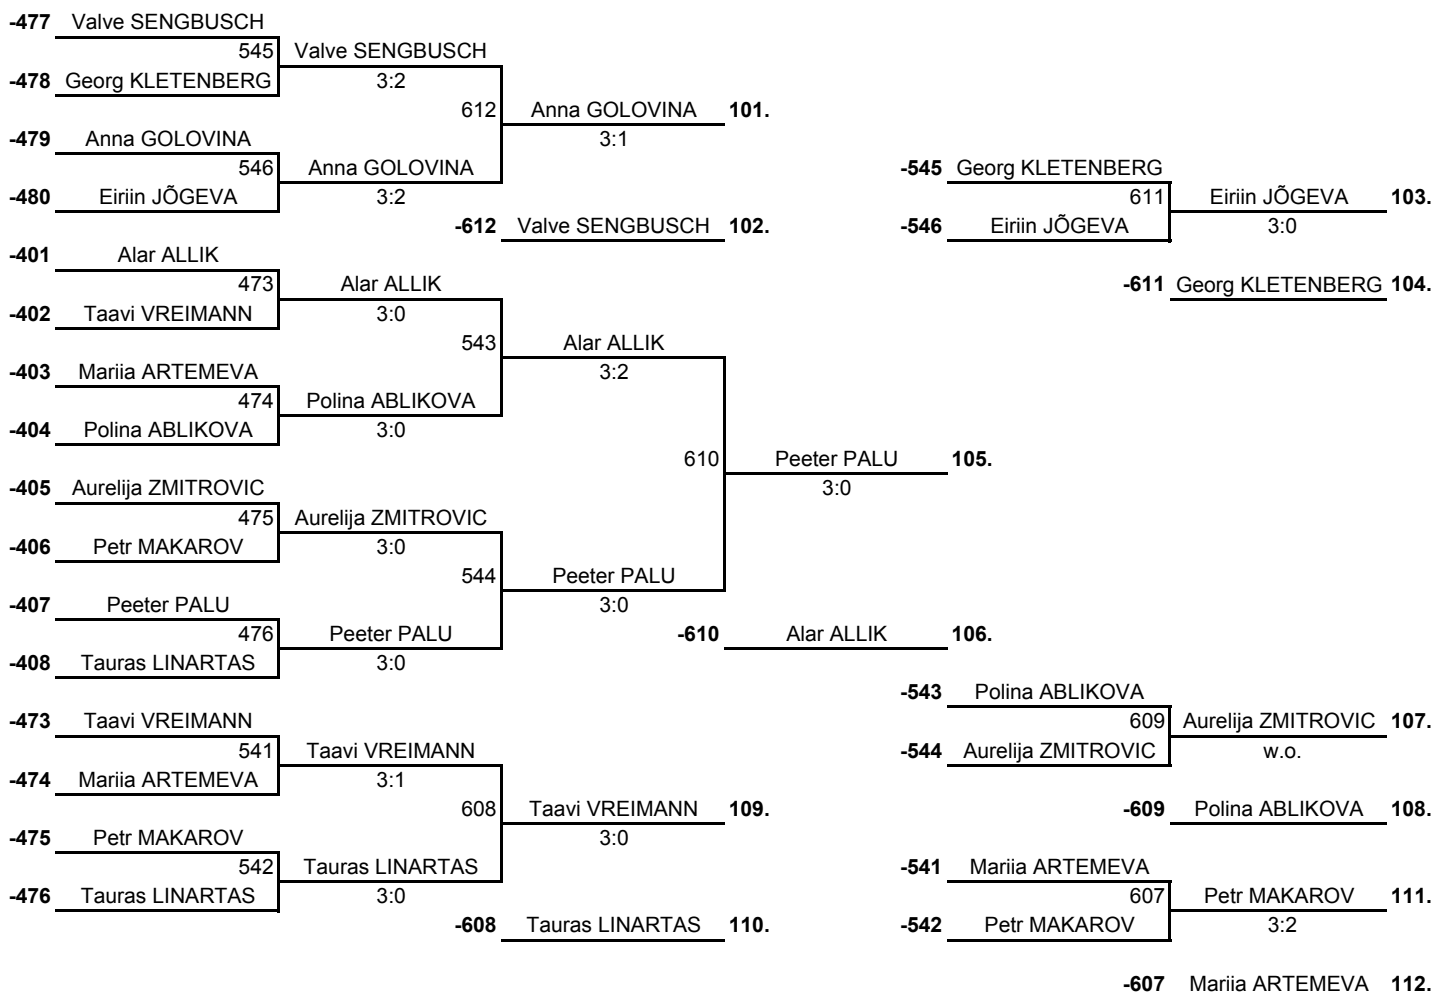 -477 Valve SENGBUSCH
545 Valve SENGBUSCH
-478 Georg KLETENBERG 3:2
612 Anna GOLOVINA 101.
-479 Anna GOLOVINA 3:1
546 Anna GOLOVINA -545 Georg KLETENBERG
-480 Eiriin JÕGEVA 3:2 611 Eiriin JÕGEVA 103.
-612 Valve SENGBUSCH 102. -546 Eiriin JÕGEVA 3:0
-401 Alar ALLIK
473 Alar ALLIK -611 Georg KLETENBERG 104.
-402 Taavi VREIMANN 3:0
543 Alar ALLIK
-403 Mariia ARTEMEVA 3:2
474 Polina ABLIKOVA
-404 Polina ABLIKOVA 3:0
610 Peeter PALU 105.
-405 Aurelija ZMITROVIC 3:0
475 Aurelija ZMITROVIC
-406 Petr MAKAROV 3:0
544 Peeter PALU
-407 Peeter PALU 3:0
476 Peeter PALU -610 Alar ALLIK 106.
-408 Tauras LINARTAS 3:0
-543 Polina ABLIKOVA
-473 Taavi VREIMANN 609 Aurelija ZMITROVIC 107.
541 Taavi VREIMANN -544 Aurelija ZMITROVIC w.o.
-474 Mariia ARTEMEVA 3:1
608 Taavi VREIMANN 109. -609 Polina ABLIKOVA 108.
-475 Petr MAKAROV 3:0
542 Tauras LINARTAS -541 Mariia ARTEMEVA
-476 Tauras LINARTAS 3:0 607 Petr MAKAROV 111.
-608 Tauras LINARTAS 110. -542 Petr MAKAROV 3:2
-607 Mariia ARTEMEVA 112.